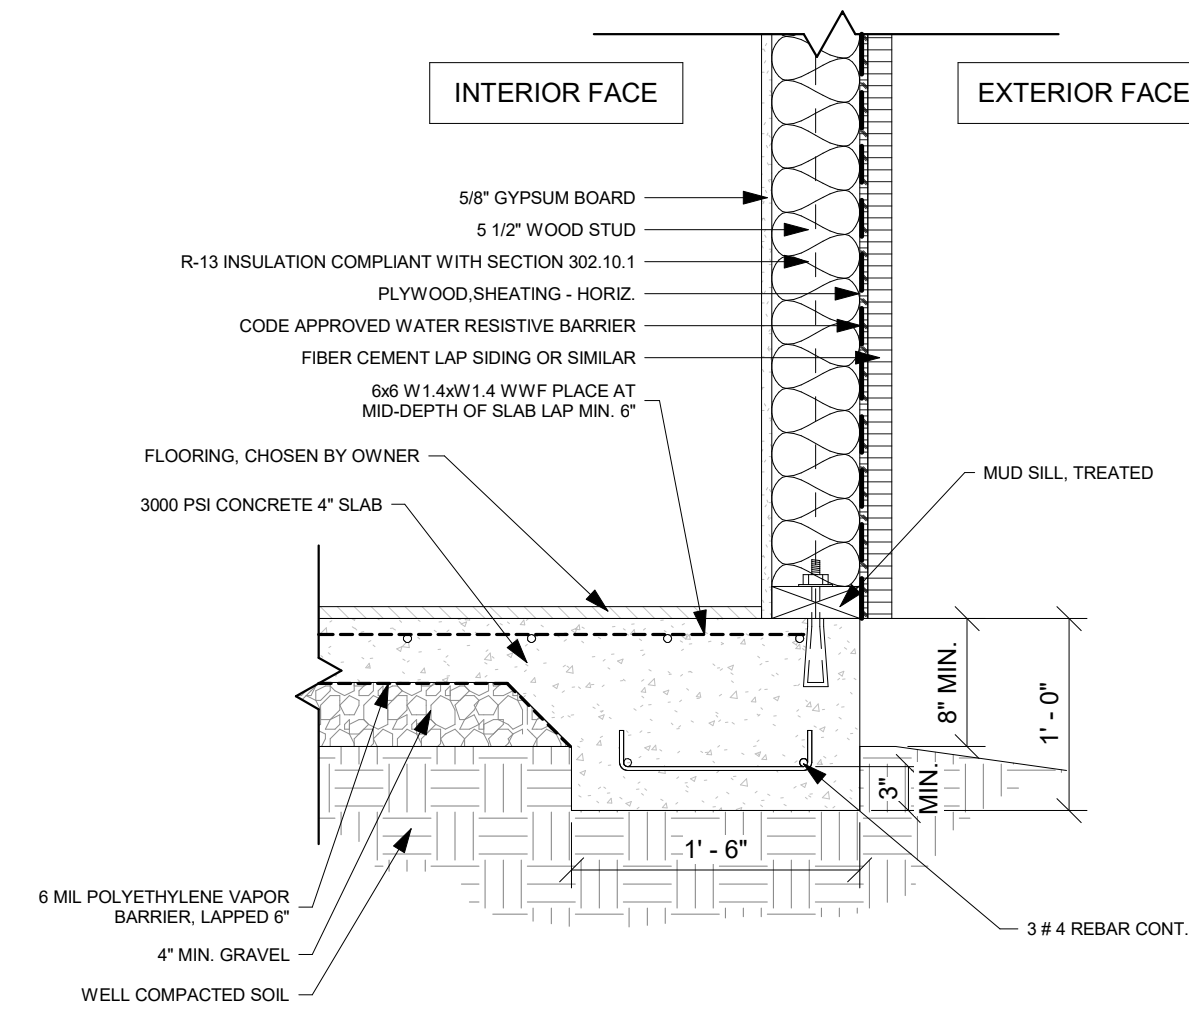 INTERIOR FACE
EXTERIOR FACE
5/8" GYPSUM BOARD
5 1/2" WOOD STUD
R-13 INSULATION COMPLIANT WITH SECTION 302.10.1
PLYWOOD,SHEATING - HORIZ.
CODE APPROVED WATER RESISTIVE BARRIER
FIBER CEMENT LAP SIDING OR SIMILAR
6x6 W1.4xW1.4 WWF PLACE AT
MID-DEPTH OF SLAB LAP MIN. 6"
FLOORING, CHOSEN BY OWNER
3000 PSI CONCRETE 4" SLAB
MUD SILL, TREATED
8" MIN.
1' - 0"
3"
MIN.
1' - 6"
6 MIL POLYETHYLENE VAPOR
BARRIER, LAPPED 6"
4" MIN. GRAVEL
WELL COMPACTED SOIL
3 # 4 REBAR CONT.